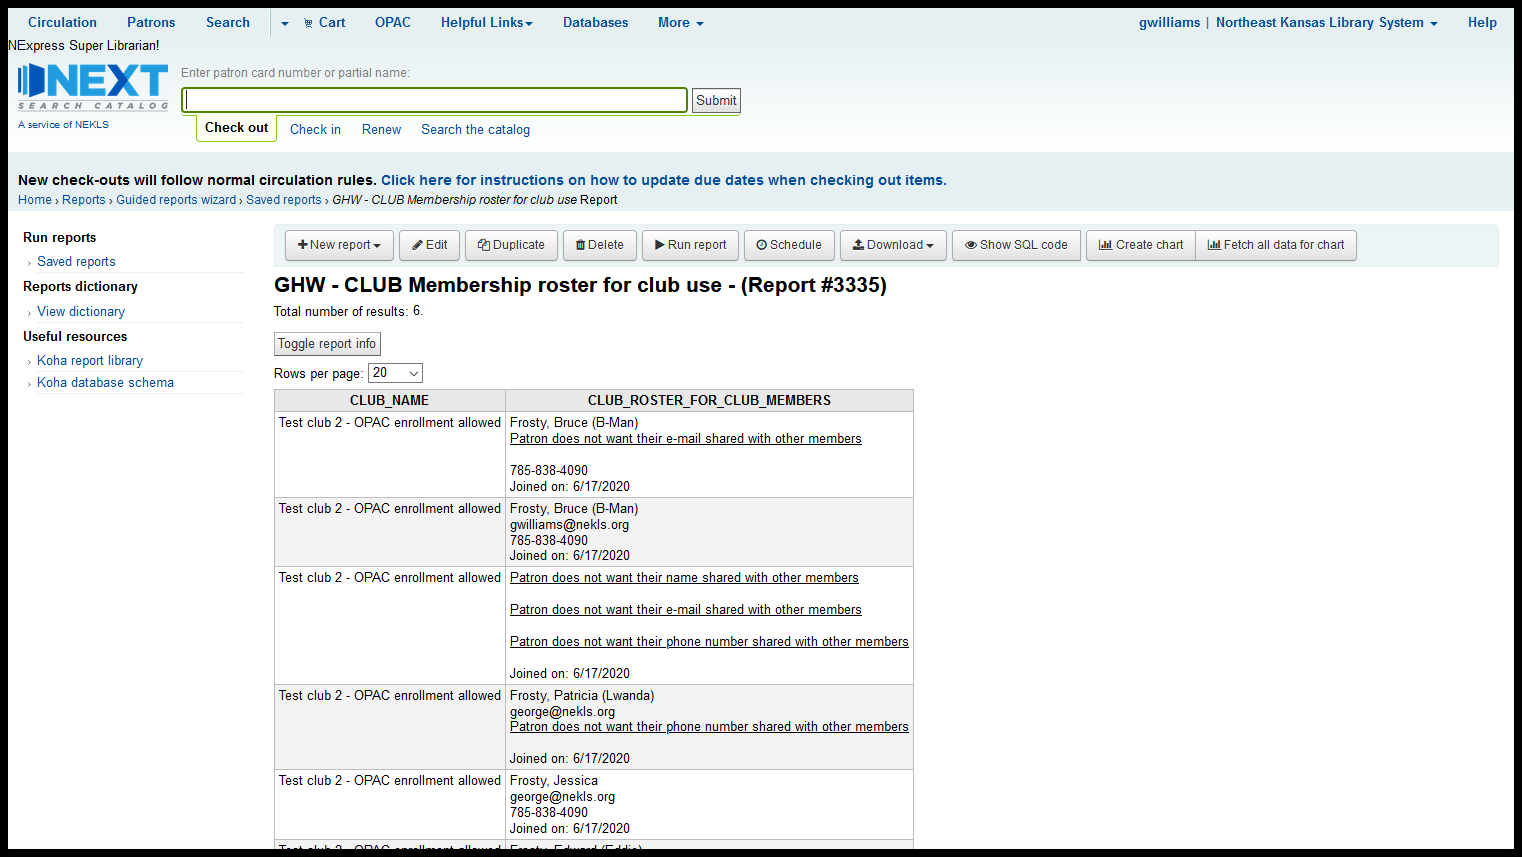 Circulation Patrons Search Cart OPAC Helpful Links Databases More gwilliams | Northeast Kansas Library System Help
NExpress Super Librarian!
NEXT
SEARCH CATALOG
A service of NEKLS
Enter patron card number or partial name:
Submit
Check out Check in Renew Search the catalog
New check-outs will follow normal circulation rules. Click here for instructions on how to update due dates when checking out items.
Home › Reports › Guided reports wizard › Saved reports › GHW - CLUB Membership roster for club use Report
Run reports
› Saved reports
Reports dictionary
› View dictionary
Useful resources
› Koha report library
› Koha database schema
New report Edit Duplicate Delete Run report Schedule Download Show SQL code Create chart Fetch all data for chart
GHW - CLUB Membership roster for club use - (Report #3335)
Total number of results: 6.
Toggle report info
Rows per page: 20
CLUB_NAME CLUB_ROSTER_FOR_CLUB_MEMBERS
Test club 2 - OPAC enrollment allowed Frosty, Bruce (B-Man)
Patron does not want their e-mail shared with other members
785-838-4090
Joined on: 6/17/2020
Test club 2 - OPAC enrollment allowed Frosty, Bruce (B-Man)
gwilliams@nekls.org
785-838-4090
Joined on: 6/17/2020
Test club 2 - OPAC enrollment allowed Patron does not want their name shared with other members
Patron does not want their e-mail shared with other members
Patron does not want their phone number shared with other members
Joined on: 6/17/2020
Test club 2 - OPAC enrollment allowed Frosty, Patricia (Lwanda)
george@nekls.org
Patron does not want their phone number shared with other members
Joined on: 6/17/2020
Test club 2 - OPAC enrollment allowed Frosty, Jessica
george@nekls.org
785-838-4090
Joined on: 6/17/2020
Test club 2 - OPAC enrollment allowed Frosty, Edward (Eddie)